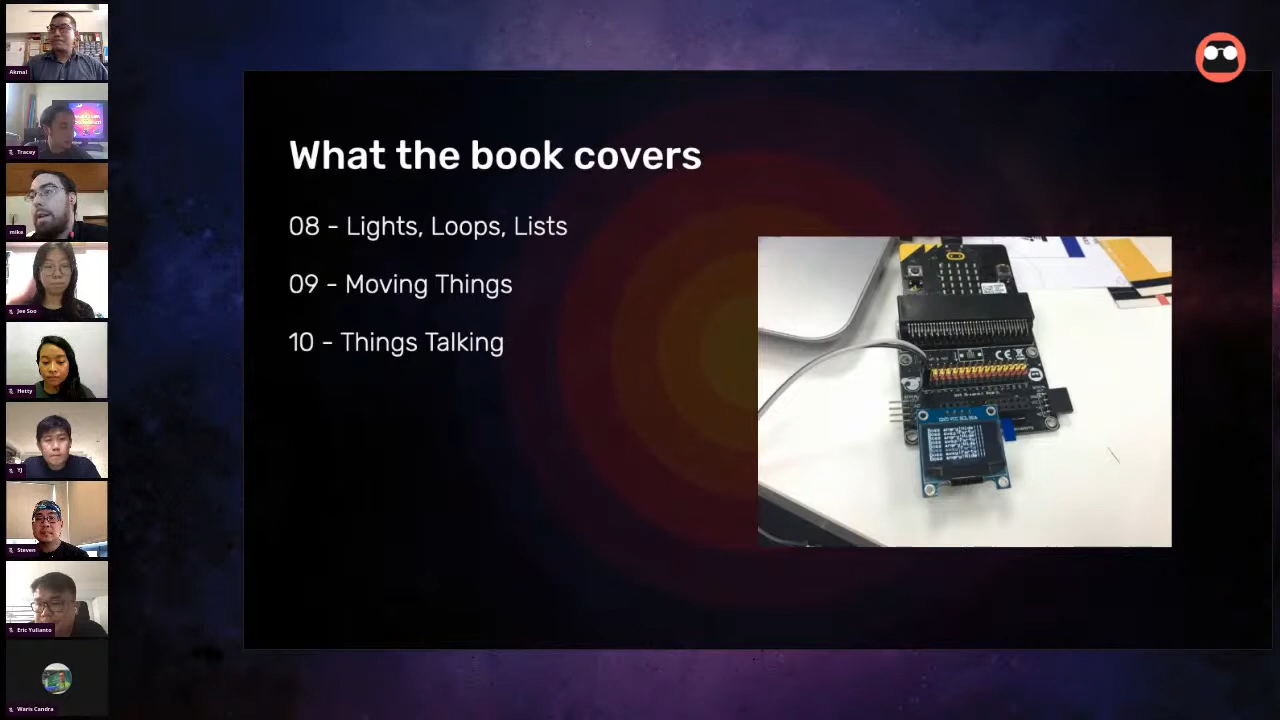 Akmal
Tracey
mike
Jee Soo
Hetty
YJ
Steven
Eric Yulianto
Waris Candra
What the book covers
08 - Lights, Loops, Lists
09 - Moving Things
10 - Things Talking